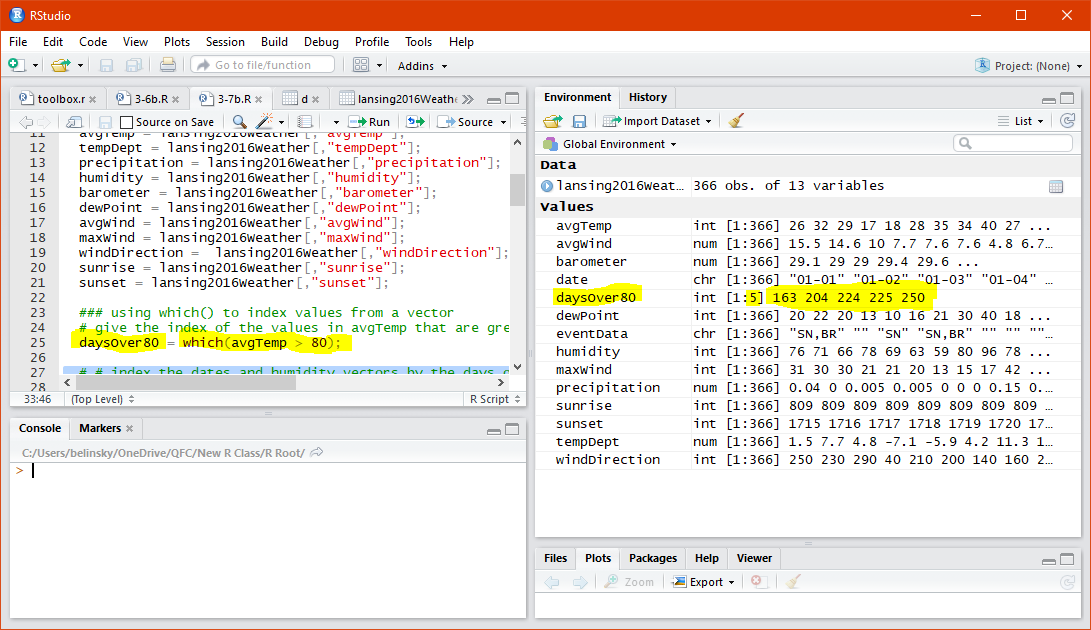 RStudio
File Edit Code View Plots Session Build Debug Profile Tools Help
Go to file/function Addins Project: (None)
toolbox.r 3-6b.R 3-7b.R d lansing2016Weathe
Source on Save Run Source
11 avgTemp = lansing2016Weather[,"avgTemp"];
12 tempDept = lansing2016Weather[,"tempDept"];
13 precipitation = lansing2016Weather[,"precipitation"];
14 humidity = lansing2016Weather[,"humidity"];
15 barometer = lansing2016Weather[,"barometer"];
16 dewPoint = lansing2016Weather[,"dewPoint"];
17 avgWind = lansing2016Weather[,"avgWind"];
18 maxWind = lansing2016Weather[,"maxWind"];
19 windDirection = lansing2016Weather[,"windDirection"];
20 sunrise = lansing2016Weather[,"sunrise"];
21 sunset = lansing2016Weather[,"sunset"];
22
23 ### using which() to index values from a vector
24 # give the index of the values in avgTemp that are gre
25 daysOver80 = which(avgTemp > 80);
26
27 # # index the dates and humidity vectors by the days o
28
33:46 (Top Level) R Script
Console Markers
C:/Users/belinsky/OneDrive/QFC/New R Class/R Root/
>
Environment History
Import Dataset List
Global Environment
Data
lansing2016Weat… 366 obs. of 13 variables
Values
avgTemp int [1:366] 26 32 29 17 18 28 35 34 40 27 ...
avgWind num [1:366] 15.5 14.6 10 7.7 7.6 7.6 4.8 6.7…
barometer num [1:366] 29.1 29 29 29.4 29.6 ...
date chr [1:366] "01-01" "01-02" "01-03" "01-04" …
daysOver80 int [1:5] 163 204 224 225 250
dewPoint int [1:366] 20 22 20 13 10 16 21 30 40 18 ...
eventData chr [1:366] "SN,BR" "" "SN" "SN,BR" "" "" ""…
humidity int [1:366] 76 71 66 78 69 63 59 80 96 78 ...
maxWind int [1:366] 31 30 30 21 21 20 13 15 17 42 ...
precipitation num [1:366] 0.04 0 0.005 0.005 0 0 0 0.15 0.…
sunrise int [1:366] 809 809 809 809 809 809 809 809 …
sunset int [1:366] 1715 1716 1717 1718 1719 1720 17…
tempDept num [1:366] 1.5 7.7 4.8 -7.1 -5.9 4.2 11.3 1…
windDirection int [1:366] 250 230 290 40 210 200 140 160 2…
Files Plots Packages Help Viewer
Zoom Export